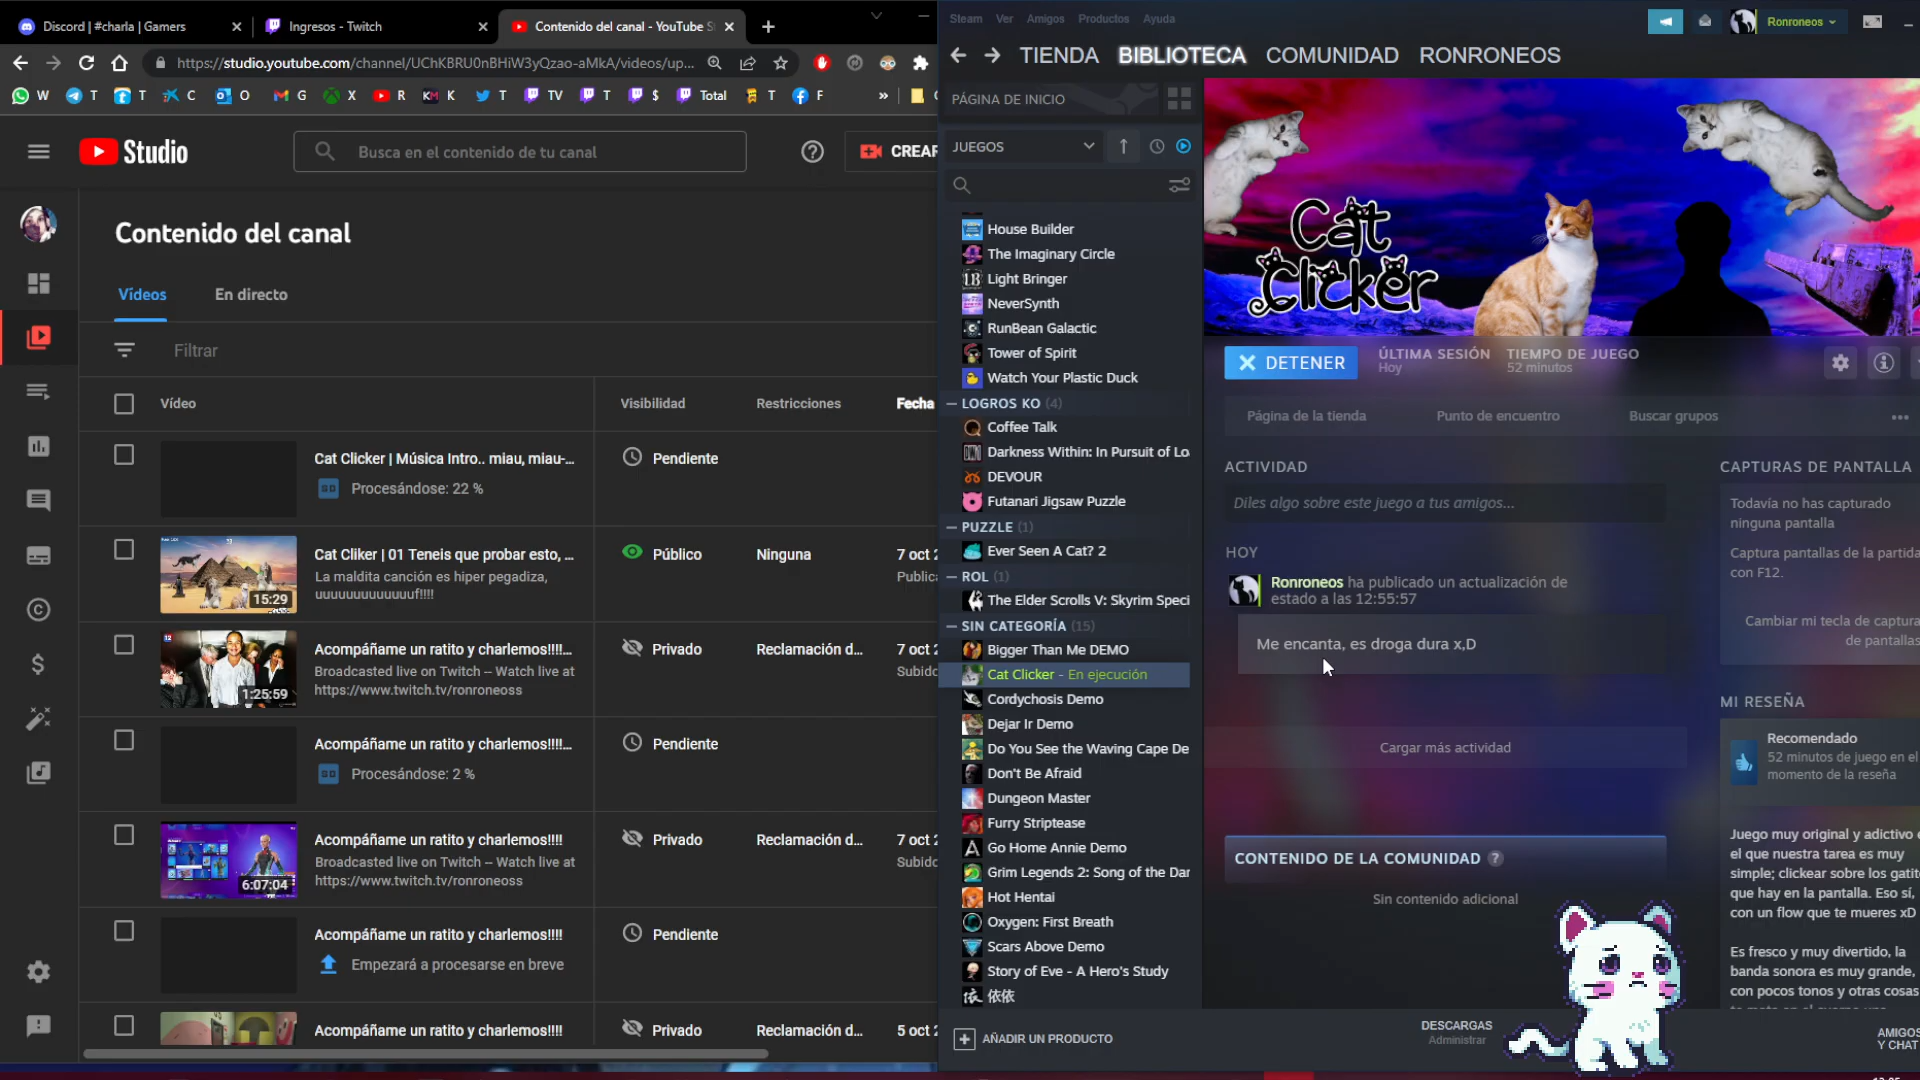 Discord | #charla | Gamers
Ingresos - Twitch
Contenido del canal - YouTube S
https://studio.youtube.com/channel/UChKBRU0nBHiW3yQzao-aMkA/videos/up...
W
T
T
C
O
G
X
R
K
T
TV
T
$
Total
T
F
»
Studio
Busca en el contenido de tu canal
CREAR
Contenido del canal
Vídeos
En directo
Filtrar
Vídeo
Visibilidad
Restricciones
Fecha
Cat Clicker | Música Intro.. miau, miau-...
Pendiente
SD
Procesándose: 22 %
Cat Cliker | 01 Teneis que probar esto, ...
Público
Ninguna
7 oct 2
La maldita canción es hiper pegadiza,
uuuuuuuuuuuuuf!!!!
Publica
15:29
Acompáñame un ratito y charlemos!!!!...
Privado
Reclamación d...
7 oct 2
Broadcasted live on Twitch -- Watch live at
https://www.twitch.tv/ronroneoss
Subido
1:25:59
Acompáñame un ratito y charlemos!!!!...
Pendiente
SD
Procesándose: 2 %
Acompáñame un ratito y charlemos!!!!
Privado
Reclamación d...
7 oct 2
Broadcasted live on Twitch -- Watch live at
https://www.twitch.tv/ronroneoss
Subido
6:07:04
Acompáñame un ratito y charlemos!!!!
Pendiente
Empezará a procesarse en breve
Acompáñame un ratito y charlemos!!!!
Privado
Reclamación d...
5 oct 2
Steam
Ver
Amigos
Productos
Ayuda
Ronroneos
TIENDA
BIBLIOTECA
COMUNIDAD
RONRONEOS
PÁGINA DE INICIO
JUEGOS
House Builder
The Imaginary Circle
Light Bringer
NeverSynth
RunBean Galactic
Tower of Spirit
Watch Your Plastic Duck
LOGROS KO (4)
Coffee Talk
Darkness Within: In Pursuit of Lo
DEVOUR
Futanari Jigsaw Puzzle
PUZZLE (1)
Ever Seen A Cat? 2
ROL (1)
The Elder Scrolls V: Skyrim Speci
SIN CATEGORÍA (15)
Bigger Than Me DEMO
Cat Clicker - En ejecución
Cordychosis Demo
Dejar Ir Demo
Do You See the Waving Cape De
Don't Be Afraid
Dungeon Master
Furry Striptease
Go Home Annie Demo
Grim Legends 2: Song of the Dar
Hot Hentai
Oxygen: First Breath
Scars Above Demo
Story of Eve - A Hero's Study
依依
AÑADIR UN PRODUCTO
Cat
Clicker
DETENER
ÚLTIMA SESIÓN
Hoy
TIEMPO DE JUEGO
52 minutos
Página de la tienda
Punto de encuentro
Buscar grupos
ACTIVIDAD
Diles algo sobre este juego a tus amigos...
HOY
Ronroneos ha publicado un actualización de
estado a las 12:55:57
Me encanta, es droga dura x,D
Cargar más actividad
CONTENIDO DE LA COMUNIDAD ?
Sin contenido adicional
CAPTURAS DE PANTALLA
Todavía no has capturado
ninguna pantalla
Captura pantallas de la partida
con F12.
Cambiar mi tecla de captura
de pantallas
MI RESEÑA
Recomendado
52 minutos de juego en el
momento de la reseña
Juego muy original y adictivo e
el que nuestra tarea es muy
simple; clickear sobre los gatit
que hay en la pantalla. Eso sí,
con un flow que te mueres xD
Es fresco y muy divertido, la
banda sonora es muy grande,
con pocos tonos y otras cosas
DESCARGAS
Administrar
AMIGOS
Y CHAT